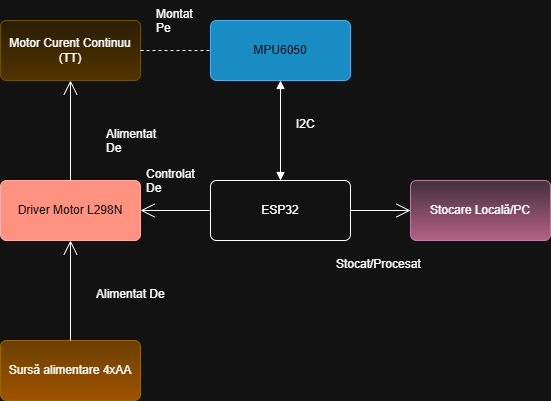 Montat
Pe
Motor Curent Continuu
(TT)
MPU6050
I2C
Alimentat
De
Controlat
De
Driver Motor L298N
ESP32
Stocare Locală/PC
Stocat/Procesat
Alimentat De
Sursă alimentare 4xAA